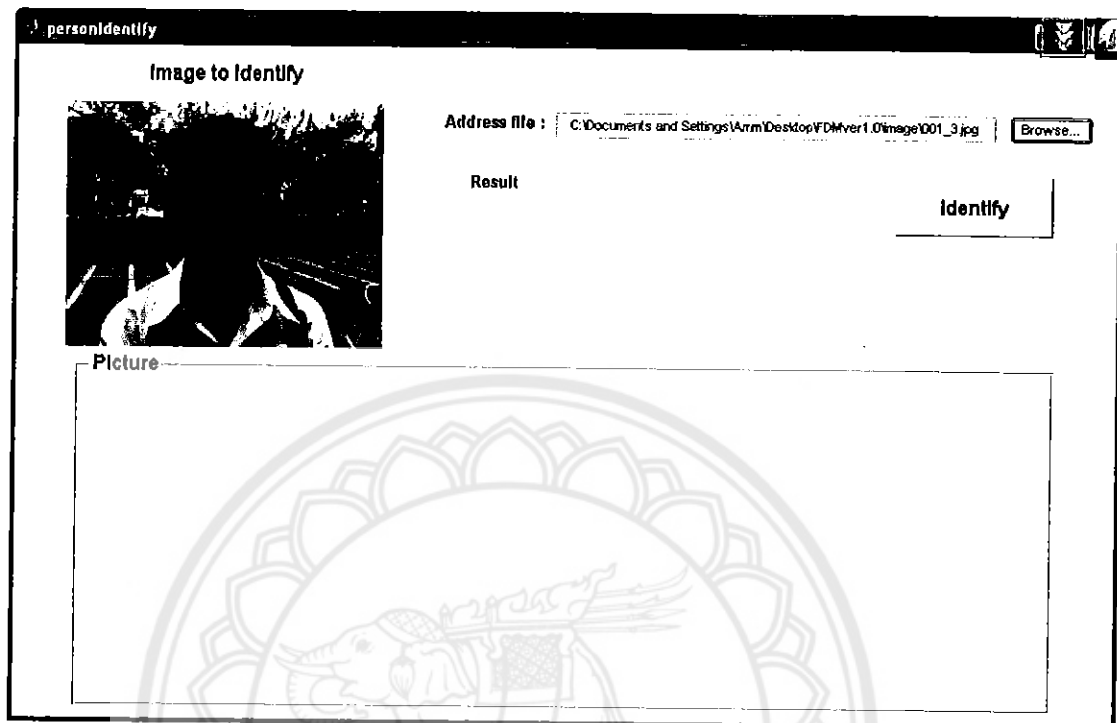 personIdentify
Image to Identify
Address file : C:\Documents and Settings\Arrm\Desktop\FDMver1.0\image\001_3.jpg Browse...
Result
Identify
Picture